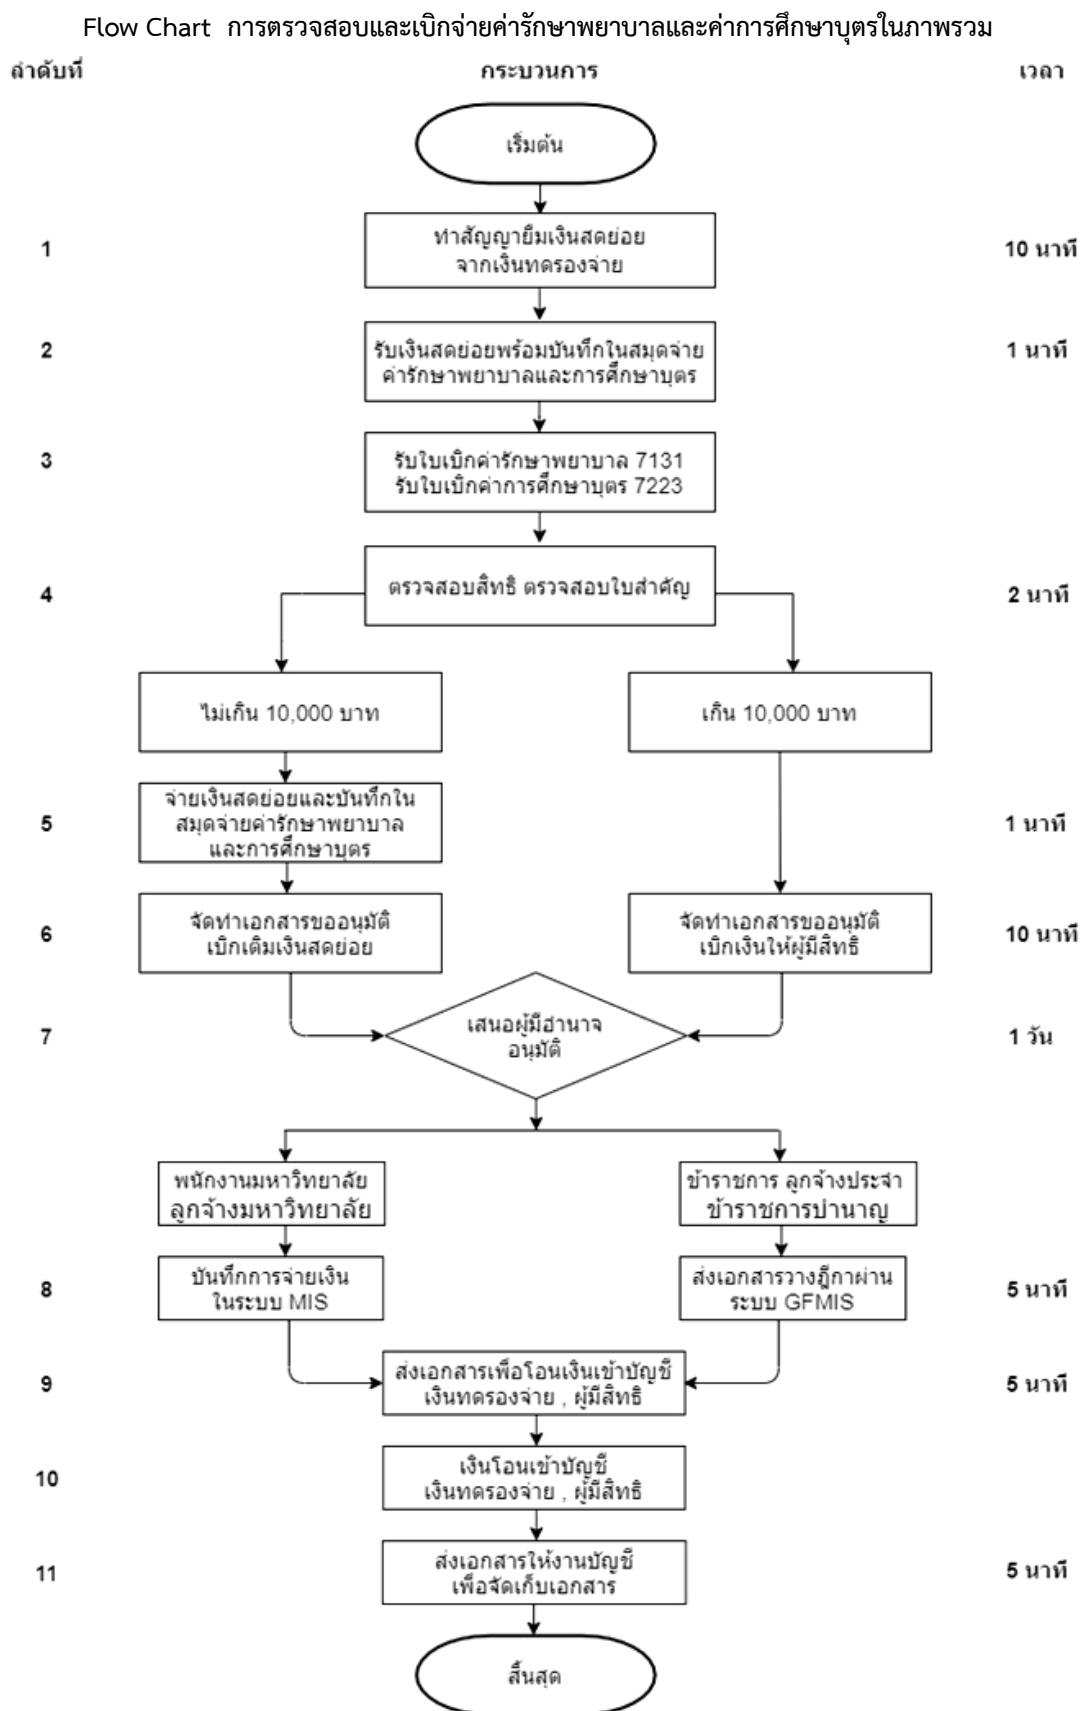 Flow Chart การตรวจสอบและเบิกจ่ายค่ารักษาพยาบาลและค่าการศึกษาบุตรในภาพรวม
ลำดับที่ กระบวนการ เวลา
เริ่มต้น
1 ทำสัญญายืมเงินสดย่อย 10 นาที
จากเงินทดรองจ่าย
2 รับเงินสดย่อยพร้อมบันทึกในสมุดจ่าย 1 นาที
ค่ารักษาพยาบาลและการศึกษาบุตร
3 รับใบเบิกค่ารักษาพยาบาล 7131
รับใบเบิกค่าการศึกษาบุตร 7223
4 ตรวจสอบสิทธิ ตรวจสอบใบสำคัญ 2 นาที
ไม่เกิน 10,000 บาท เกิน 10,000 บาท
จ่ายเงินสดย่อยและบันทึกใน
5 สมุดจ่ายค่ารักษาพยาบาล 1 นาที
และการศึกษาบุตร
6 จัดทำเอกสารขออนุมัติ จัดทำเอกสารขออนุมัติ 10 นาที
เบิกเติมเงินสดย่อย เบิกเงินให้ผู้มีสิทธิ
7 เสนอผู้มีอำนาจ 1 วัน
อนุมัติ
พนักงานมหาวิทยาลัย ข้าราชการ ลูกจ้างประจำ
ลูกจ้างมหาวิทยาลัย ข้าราชการบำนาญ
8 บันทึกการจ่ายเงิน ส่งเอกสารวางฎีกาผ่าน 5 นาที
ในระบบ MIS ระบบ GFMIS
9 ส่งเอกสารเพื่อโอนเงินเข้าบัญชี 5 นาที
เงินทดรองจ่าย , ผู้มีสิทธิ
10 เงินโอนเข้าบัญชี
เงินทดรองจ่าย , ผู้มีสิทธิ
11 ส่งเอกสารให้งานบัญชี 5 นาที
เพื่อจัดเก็บเอกสาร
สิ้นสุด